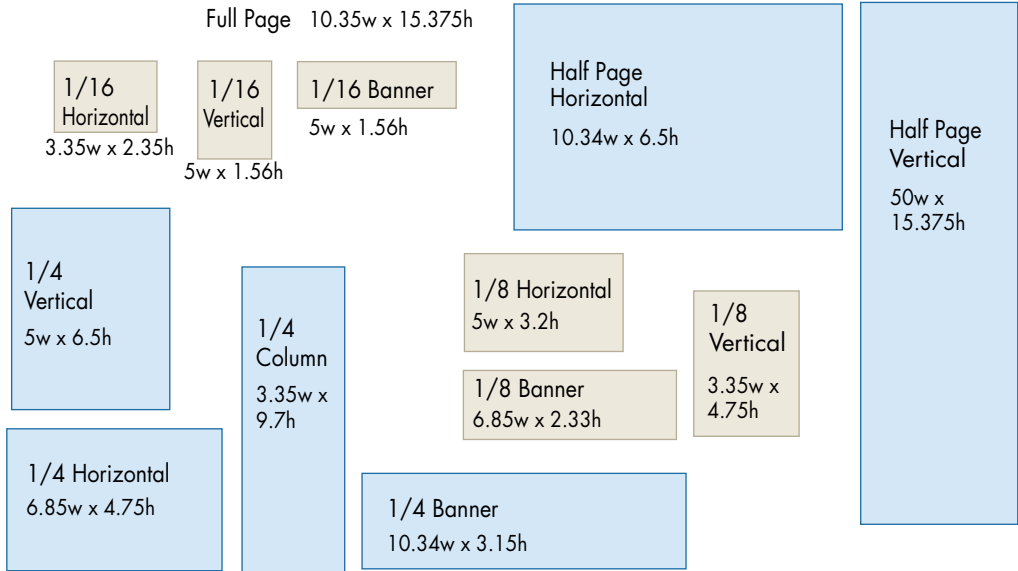 Full Page 10.35w x 15.375h
1/16
Horizontal
3.35w x 2.35h
1/16
Vertical
5w x 1.56h
1/16 Banner
5w x 1.56h
Half Page
Horizontal
10.34w x 6.5h
Half Page
Vertical
50w x
15.375h
1/4
Vertical
5w x 6.5h
1/4
Column
3.35w x
9.7h
1/8 Horizontal
5w x 3.2h
1/8
Vertical
3.35w x
4.75h
1/8 Banner
6.85w x 2.33h
1/4 Horizontal
6.85w x 4.75h
1/4 Banner
10.34w x 3.15h